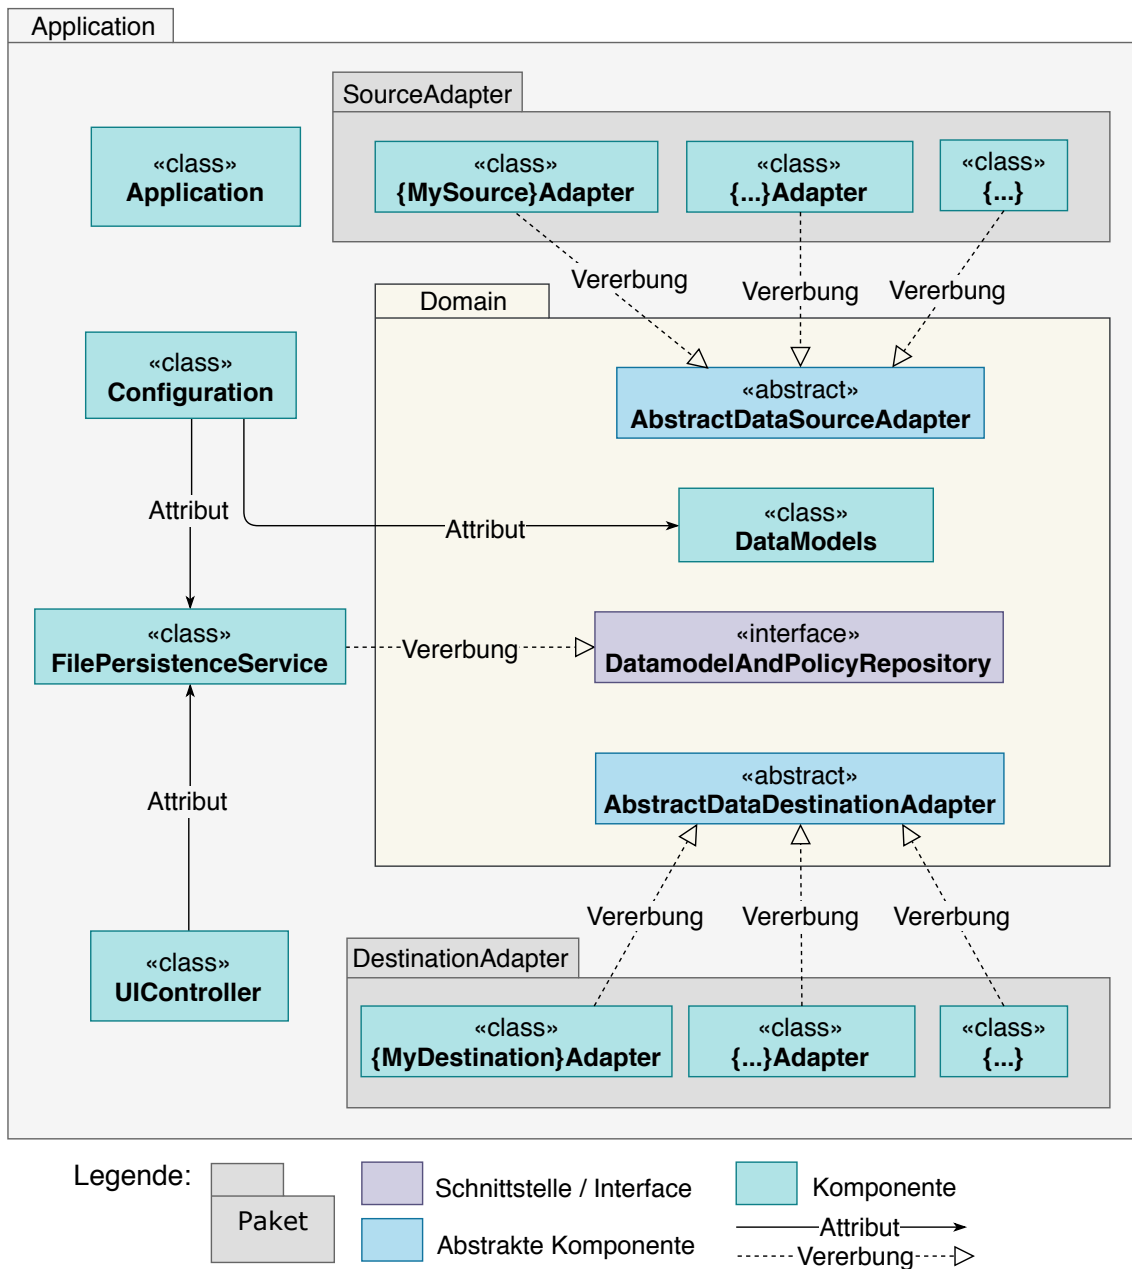 Application
SourceAdapter
«class»
Application
«class»
{MySource}Adapter
«class»
{...}Adapter
«class»
{...}
Vererbung
Vererbung
Vererbung
Domain
«class»
Configuration
«abstract»
AbstractDataSourceAdapter
Attribut
Attribut
«class»
DataModels
«class»
FilePersistenceService
Vererbung
«interface»
DatamodelAndPolicyRepository
Attribut
«abstract»
AbstractDataDestinationAdapter
Vererbung
Vererbung
Vererbung
«class»
UIController
DestinationAdapter
«class»
{MyDestination}Adapter
«class»
{...}Adapter
«class»
{...}
Legende:
Paket
Schnittstelle / Interface
Abstrakte Komponente
Komponente
Attribut
Vererbung